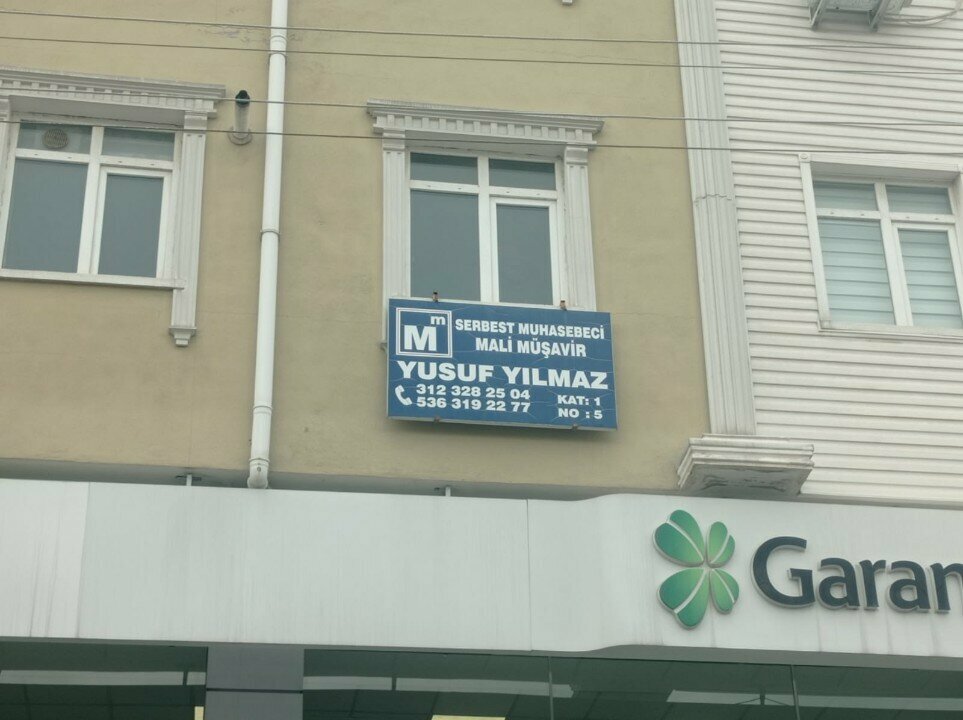 Mm
SERBEST MUHASEBECİ
MALİ MÜŞAVİR
YUSUF YILMAZ
312 328 25 04
536 319 22 77
KAT: 1
NO : 5
Garan